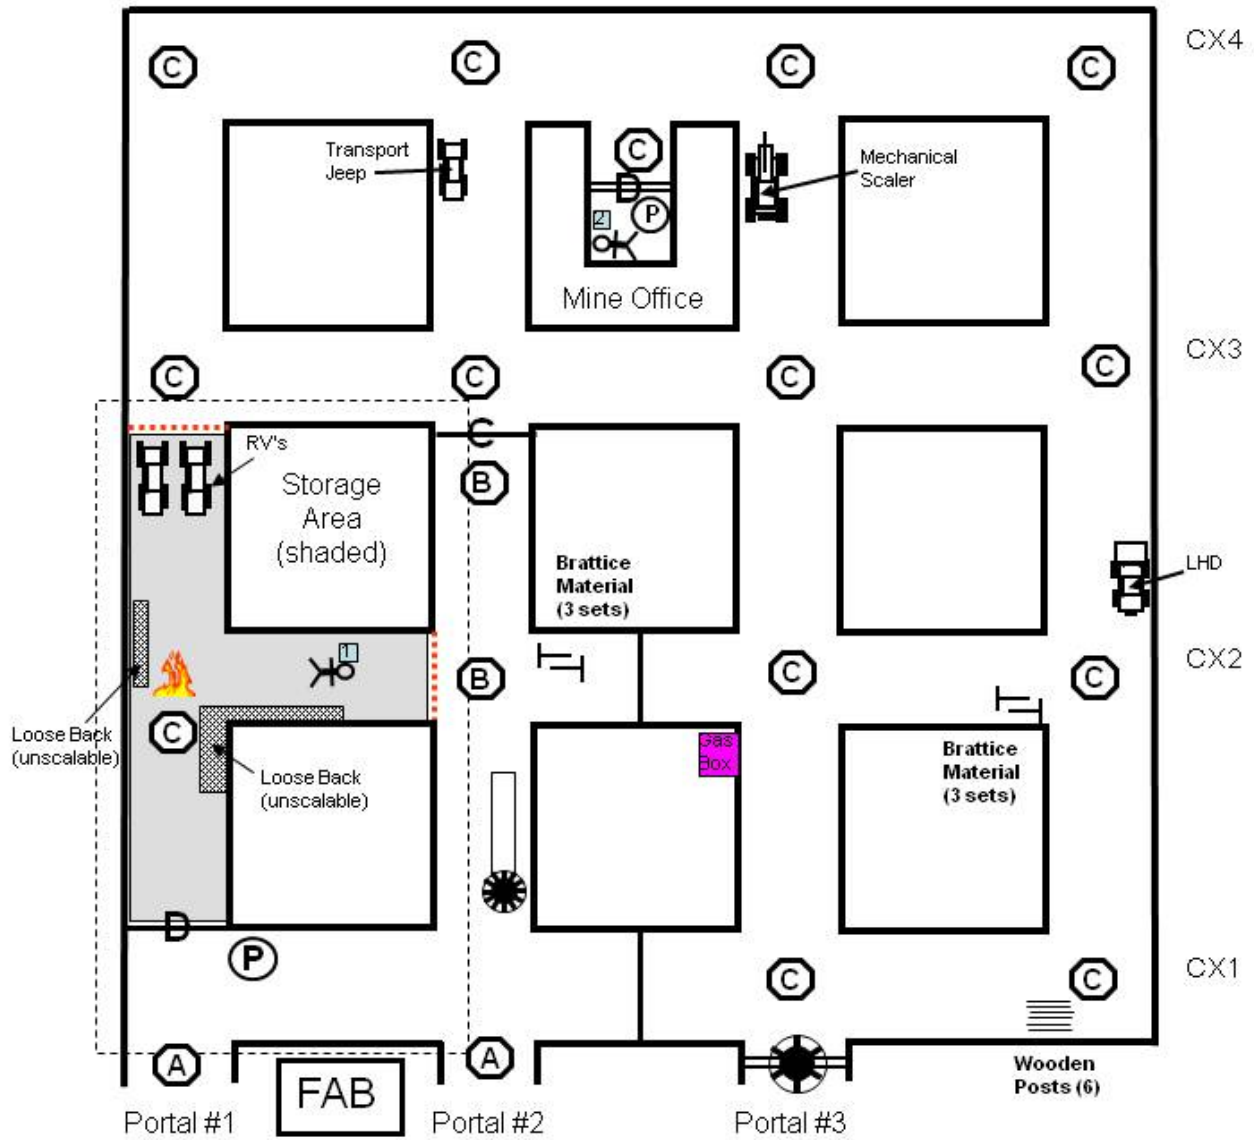 CX4
C
C
C
C
Transport
Jeep
C
Mechanical
Scaler
D
2
P
Mine Office
CX3
C
C
C
C
RV's
C
Storage
Area
(shaded)
B
Brattice
Material
(3 sets)
LHD
1
CX2
B
C
C
Loose Back
(unscalable)
C
Loose Back
(unscalable)
Gas
Box
Brattice
Material
(3 sets)
D
P
C
C
CX1
A
A
FAB
Wooden
Posts (6)
Portal #1
Portal #2
Portal #3